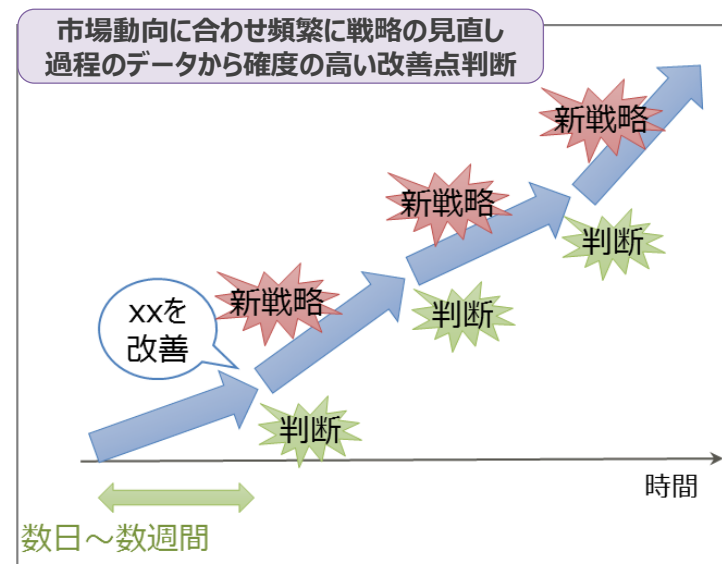 市場動向に合わせ頻繁に戦略の見直し
過程のデータから確度の高い改善点判断
新戦略
新戦略
判断
新戦略
xxを
改善
判断
判断
時間
数日～数週間